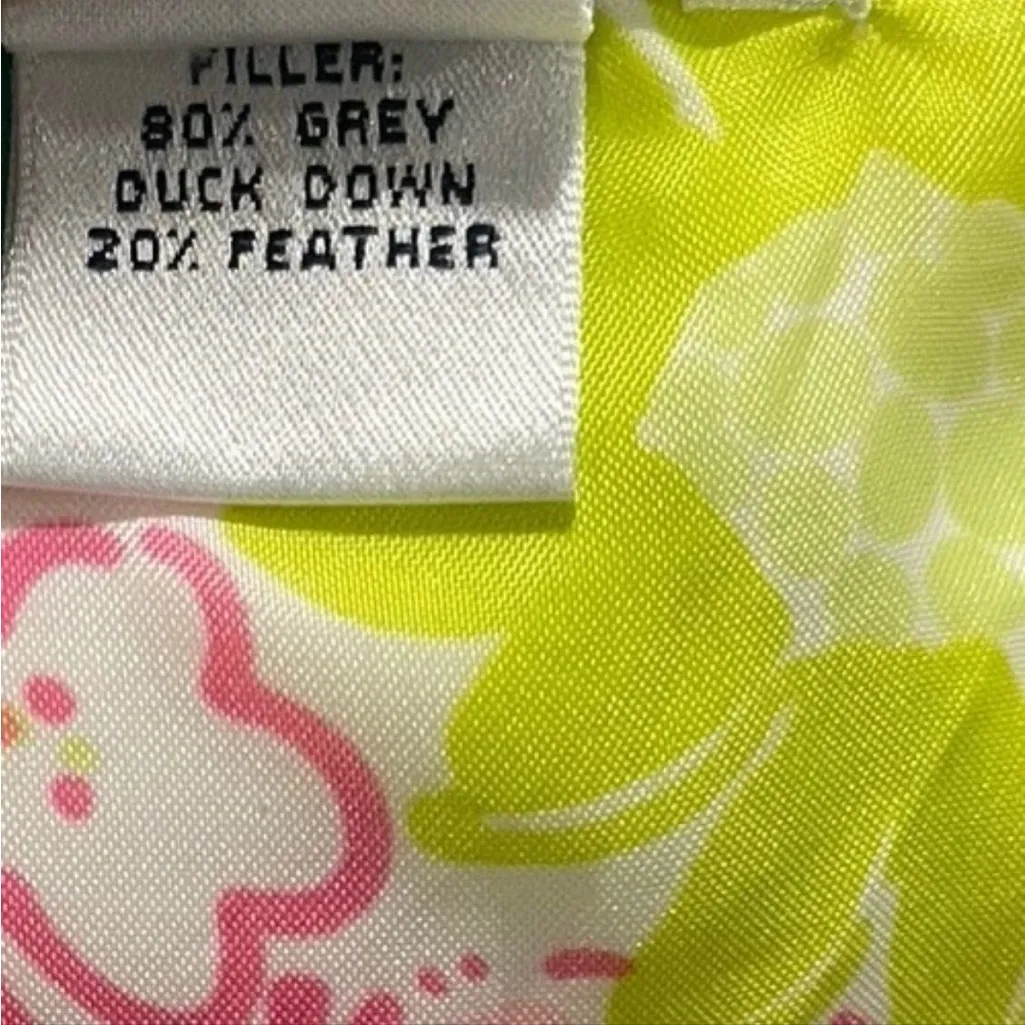 FILLER:
80% GREY
DUCK DOWN
20% FEATHER